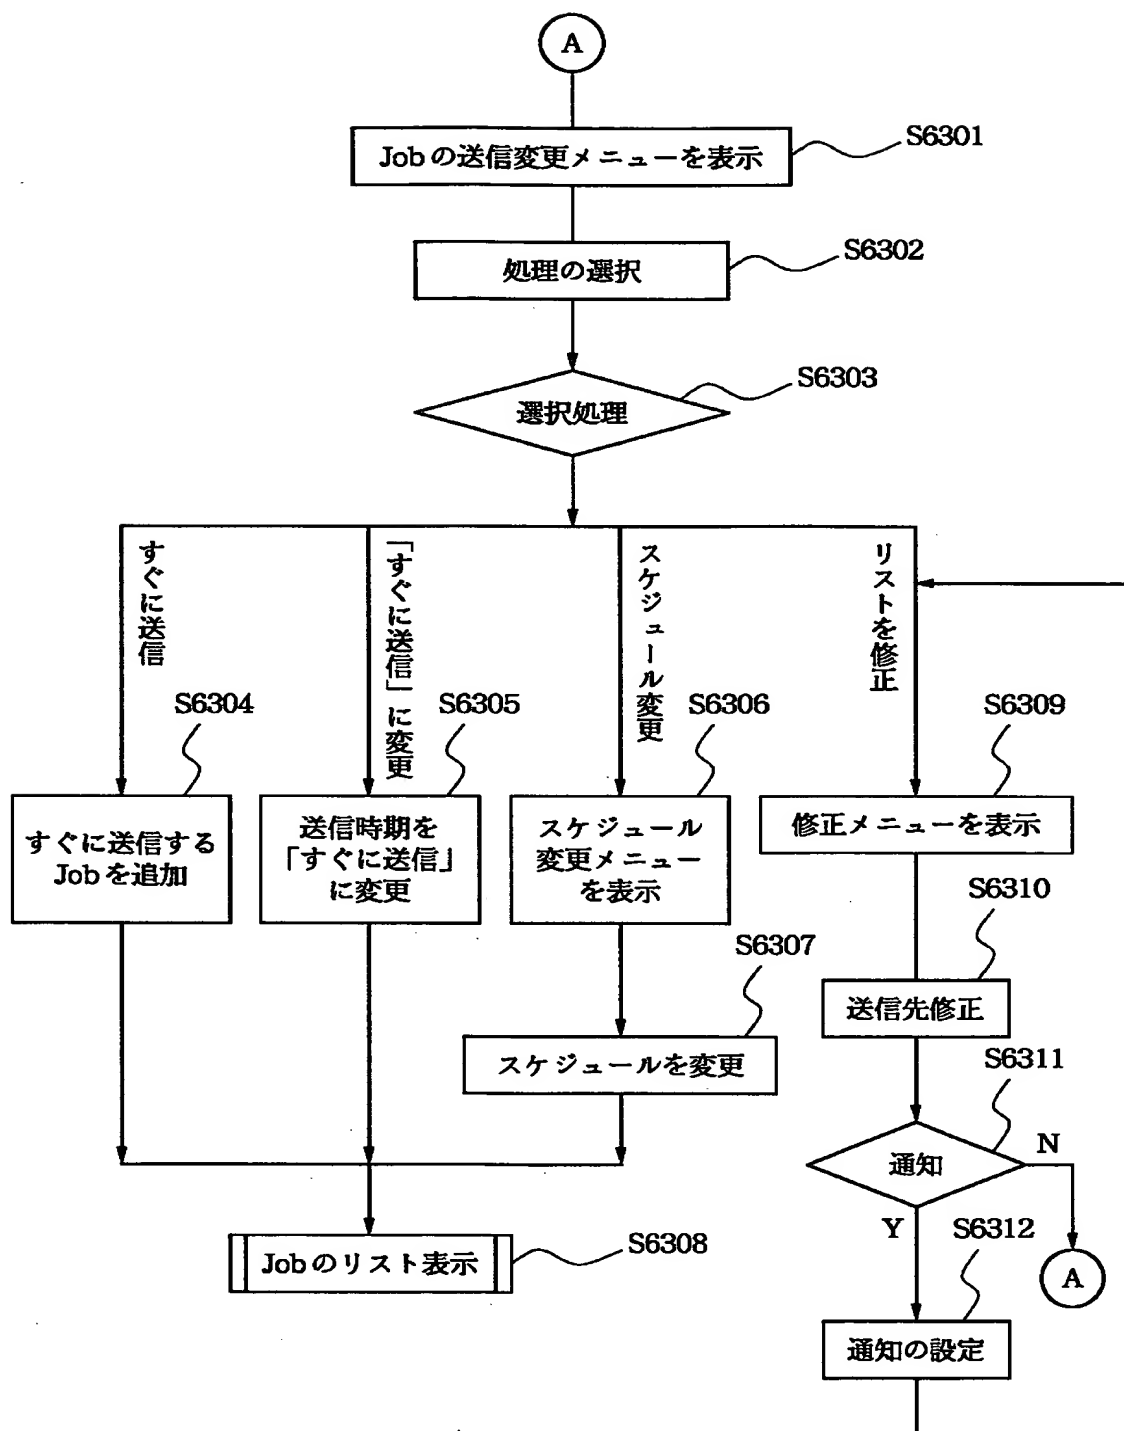 A
Jobの送信変更メニューを表示
S6301
処理の選択
S6302
選択処理
S6303
すぐに送信
「すぐに送信」に変更
スケジュール変更
リストを修正
S6304
S6305
S6306
S6309
すぐに送信する
Jobを追加
送信時期を
「すぐに送信」
に変更
スケジュール
変更メニュー
を表示
修正メニューを表示
S6310
送信先修正
S6307
スケジュールを変更
S6311
通知
N
Y
A
S6308
Jobのリスト表示
S6312
通知の設定